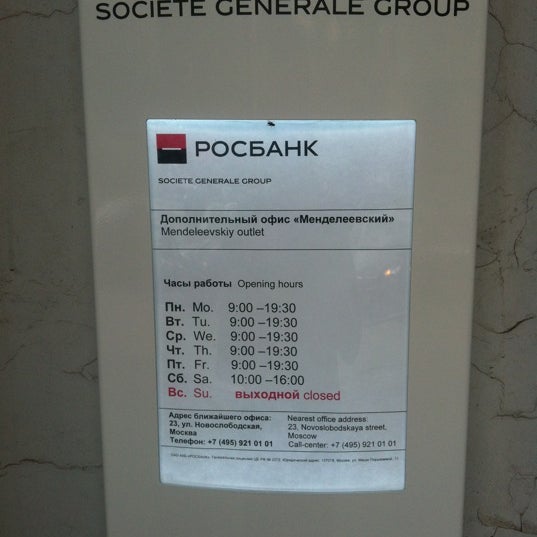 SOCIETE GENERALE GROUP
РОСБАНК
SOCIETE GENERALE GROUP
Дополнительный офис «Менделеевский»
Mendeleevskiy outlet
Часы работы Opening hours
Пн. Mo. 9:00 –19:30
Вт. Tu. 9:00 –19:30
Ср. We. 9:00 –19:30
Чт. Th. 9:00 –19:30
Пт. Fr. 9:00 –19:30
Сб. Sa. 10:00 –16:00
Вс. Su. выходной closed
Адрес ближайшего офиса:
23, ул. Новослободская,
Москва
Телефон: +7 (495) 921 01 01
Nearest office address:
23, Novoslobodskaya street,
Moscow
Call-center: +7 (495) 921 01 01